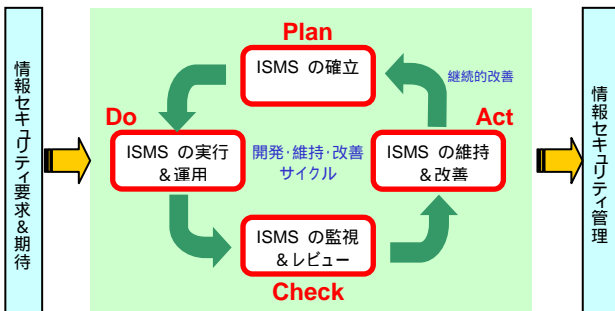 情報セキュリティ要求&期待
Plan
ISMS の確立
継続的改善
Do
Act
ISMS の実行
&運用
開発･維持･改善
サイクル
ISMS の維持
&改善
ISMS の監視
&レビュー
Check
情報セキュリティ管理